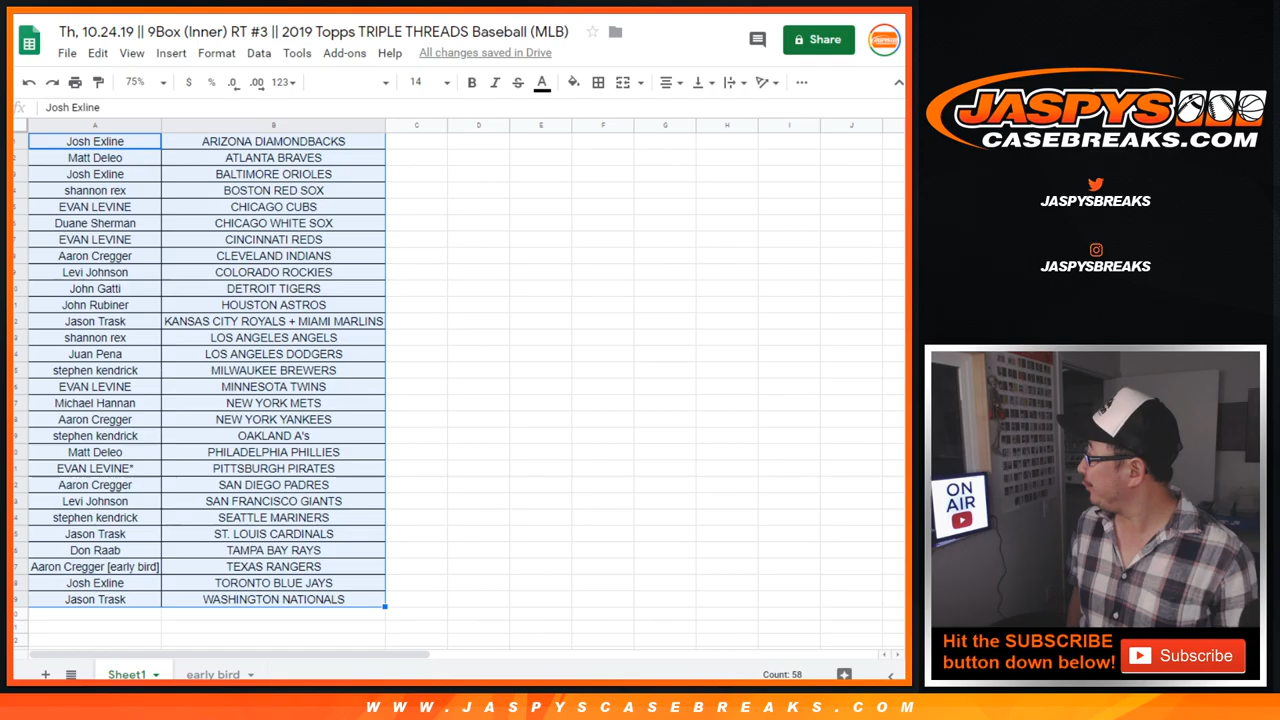 Th, 10.24.19 || 9Box (Inner) RT #3 || 2019 Topps TRIPLE THREADS Baseball (MLB)
File Edit View Insert Format Data Tools Add-ons Help All changes saved in Drive
Share
75% $ % .0 .00 123 14 B I S A
fx Josh Exline
A B C D E F G H I J
Josh Exline ARIZONA DIAMONDBACKS
Matt Deleo ATLANTA BRAVES
Josh Exline BALTIMORE ORIOLES
shannon rex BOSTON RED SOX
EVAN LEVINE CHICAGO CUBS
Duane Sherman CHICAGO WHITE SOX
EVAN LEVINE CINCINNATI REDS
Aaron Cregger CLEVELAND INDIANS
Levi Johnson COLORADO ROCKIES
John Gatti DETROIT TIGERS
John Rubiner HOUSTON ASTROS
Jason Trask KANSAS CITY ROYALS + MIAMI MARLINS
shannon rex LOS ANGELES ANGELS
Juan Pena LOS ANGELES DODGERS
stephen kendrick MILWAUKEE BREWERS
EVAN LEVINE MINNESOTA TWINS
Michael Hannan NEW YORK METS
Aaron Cregger NEW YORK YANKEES
stephen kendrick OAKLAND A's
Matt Deleo PHILADELPHIA PHILLIES
EVAN LEVINE* PITTSBURGH PIRATES
Aaron Cregger SAN DIEGO PADRES
Levi Johnson SAN FRANCISCO GIANTS
stephen kendrick SEATTLE MARINERS
Jason Trask ST. LOUIS CARDINALS
Don Raab TAMPA BAY RAYS
Aaron Cregger [early bird] TEXAS RANGERS
Josh Exline TORONTO BLUE JAYS
Jason Trask WASHINGTON NATIONALS
Sheet1 early bird Count: 58
JASPYS
CASEBREAKS.COM
JASPYSBREAKS
JASPYSBREAKS
ON
AIR
Hit the SUBSCRIBE
button down below!
Subscribe
WWW.JASPYSCASEBREAKS.COM